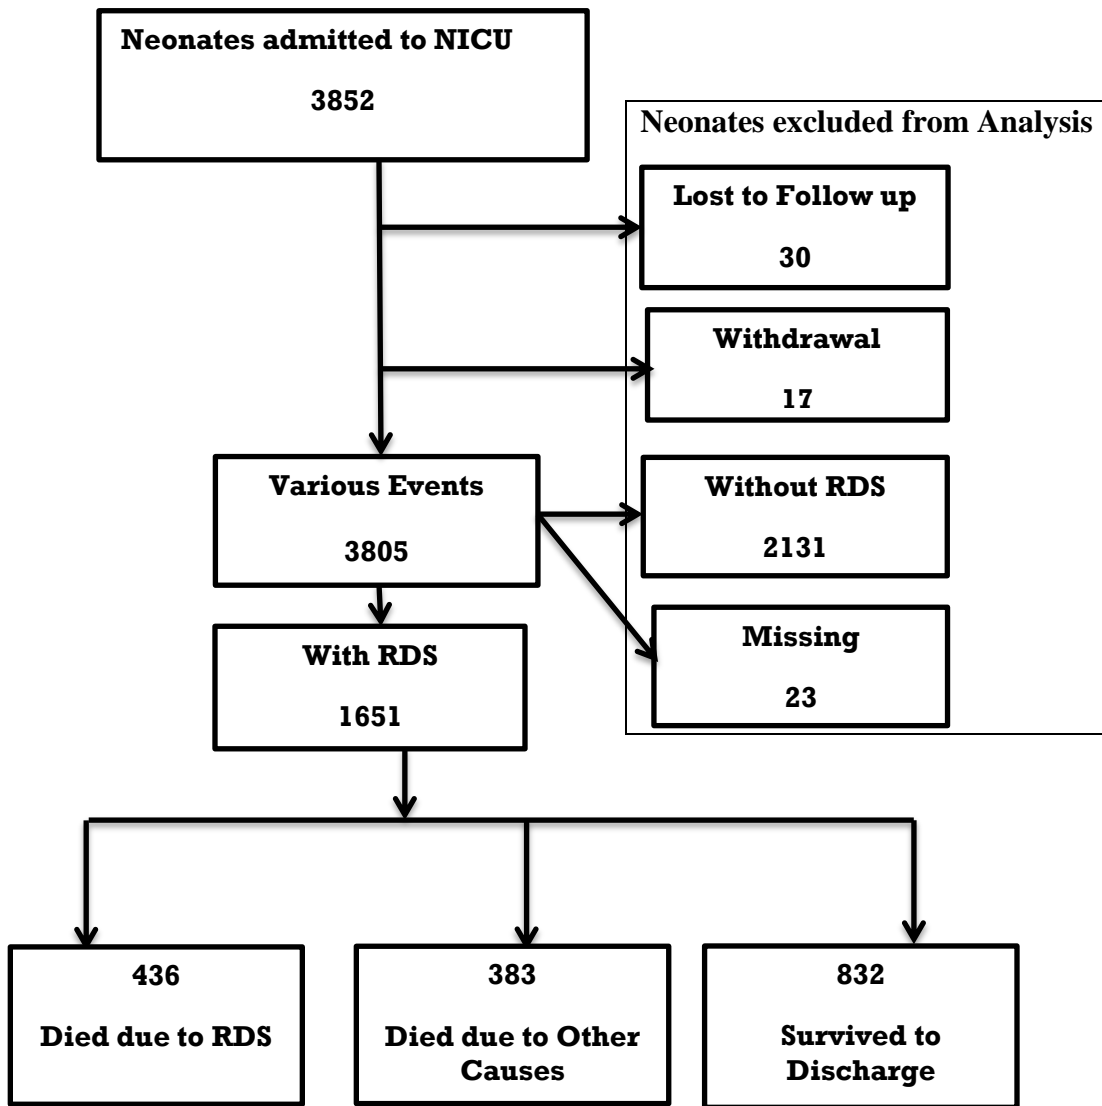 Neonates admitted to NICU
3852
Neonates excluded from Analysis
Lost to Follow up
30
Withdrawal
17
Various Events
3805
Without RDS
2131
With RDS
1651
Missing
23
436
Died due to RDS
383
Died due to Other
Causes
832
Survived to
Discharge